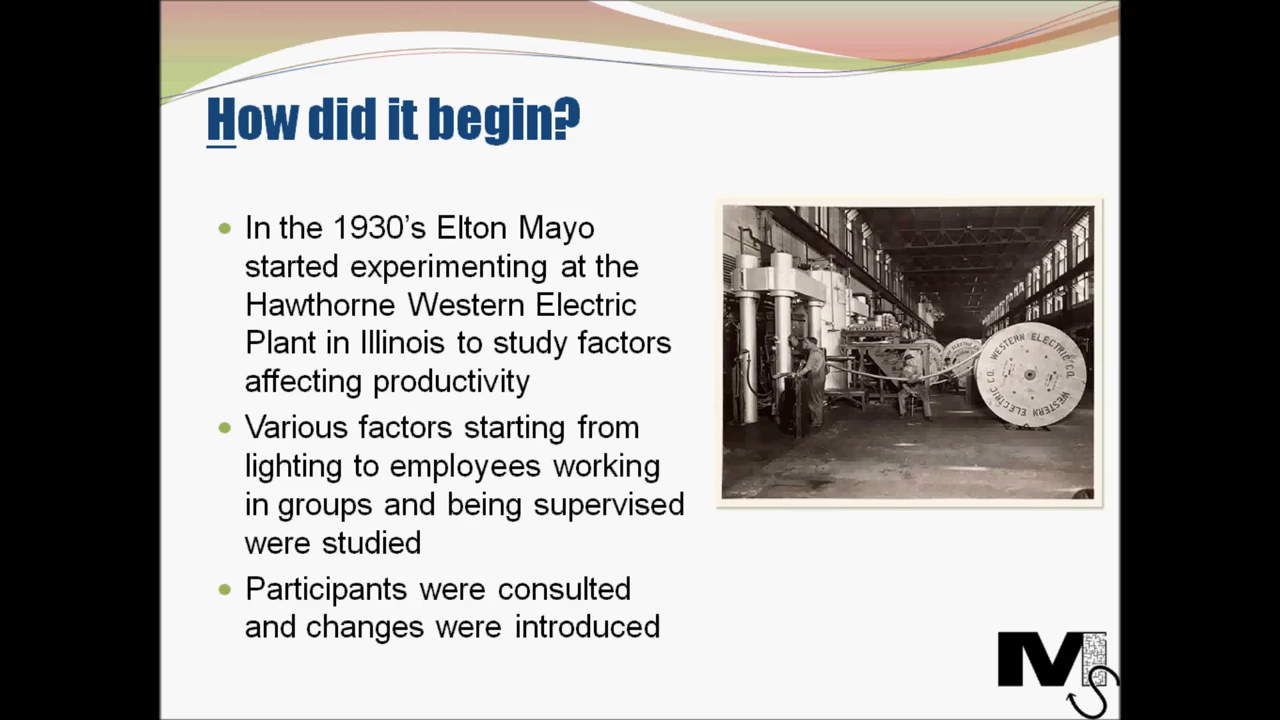 How did it begin?
In the 1930's Elton Mayo
started experimenting at the
Hawthorne Western Electric
Plant in Illinois to study factors
affecting productivity
Various factors starting from
lighting to employees working
in groups and being supervised
were studied
Participants were consulted
and changes were introduced
WESTERN ELECTRIC CO.
WESTERN ELECTRIC CO.
MS